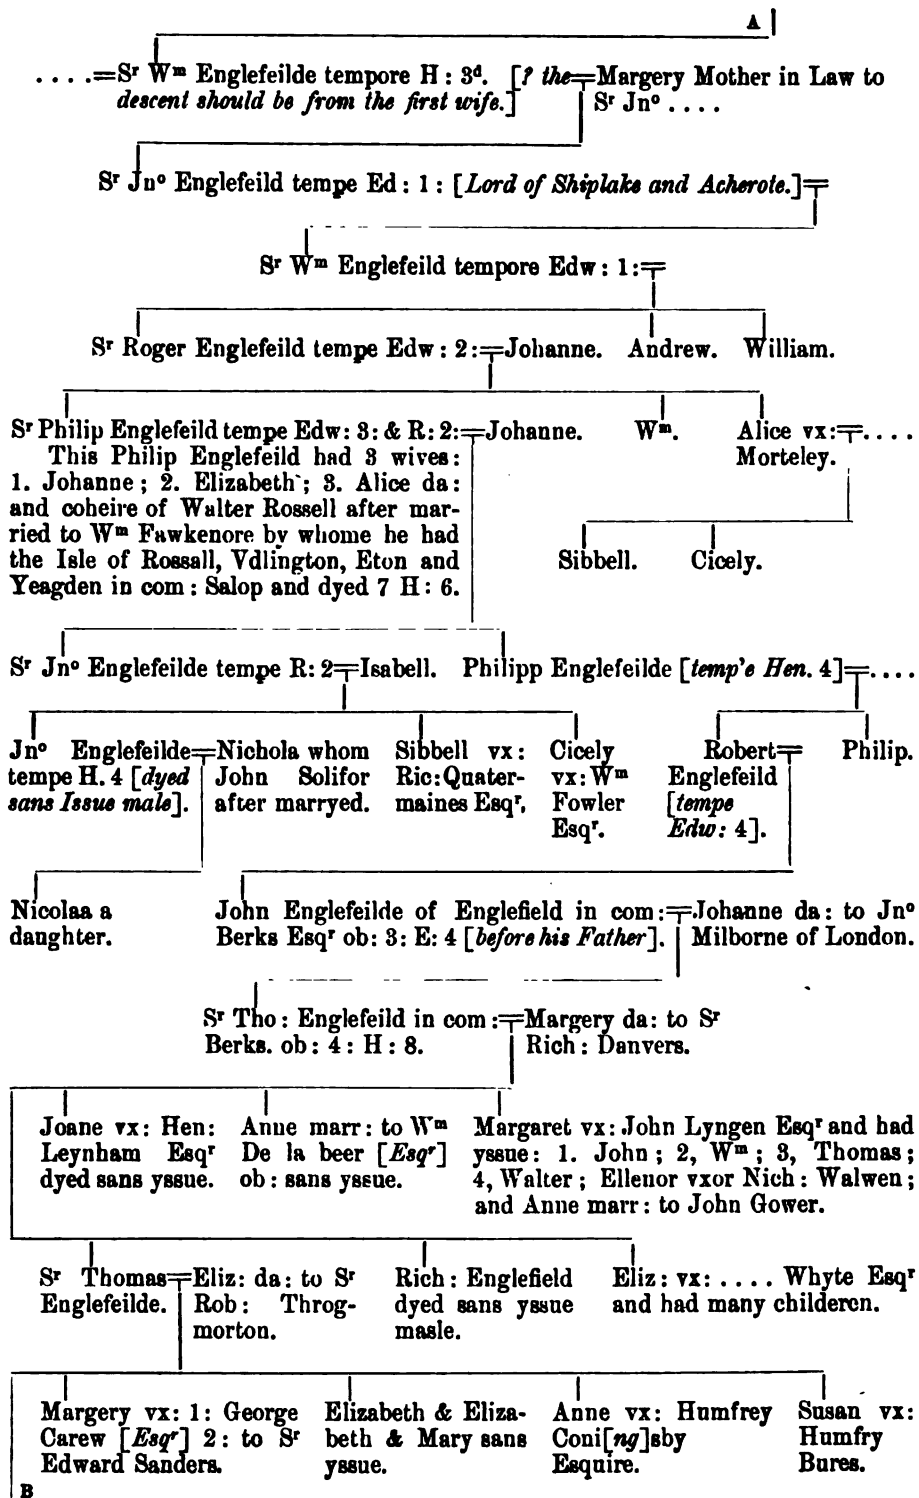 A
. . . .=Sʳ Wᵐ Englefeilde tempore H : 3ᵈ. [? the=Margery Mother in Law to
descent should be from the first wife.] Sʳ Jnᵒ . . . .
Sʳ Jnᵒ Englefeild tempe Ed : 1 : [Lord of Shiplake and Acherote.]=
Sʳ Wᵐ Englefeild tempore Edw : 1 :=
Sʳ Roger Englefeild tempe Edw : 2 :=Johanne. Andrew. William.
Sʳ Philip Englefeild tempe Edw: 3: & R: 2:=Johanne. Wᵐ. Alice vx:=. . . .
This Philip Englefeild had 3 wives: Morteley.
1. Johanne ; 2. Elizabeth ; 3. Alice da:
and coheire of Walter Rossell after mar-
ried to Wᵐ Fawkenore by whome he had
the Isle of Rossall, Vdlington, Eton and Sibbell. Cicely.
Yeagden in com : Salop and dyed 7 H : 6.
Sʳ Jnᵒ Englefeilde tempe R: 2=Isabell. Philipp Englefeilde [temp'e Hen. 4]=. . . .
Jnᵒ Englefeilde=Nichola whom Sibbell vx: Cicely Robert= Philip.
tempe H. 4 [dyed John Solifor Ric: Quater- vx: Wᵐ Englefeild
sans Issue male]. after marryed. maines Esqʳ. Fowler [tempe
Esqʳ. Edw: 4].
Nicolaa a John Englefeilde of Englefield in com:=Johanne da: to Jnᵒ
daughter. Berks Esqʳ ob: 3: E: 4 [before his Father]. Milborne of London.
Sʳ Tho : Englefeild in com :=Margery da: to Sʳ
Berks. ob: 4: H: 8. Rich: Danvers.
Joane vx: Hen: Anne marr: to Wᵐ Margaret vx: John Lyngen Esqʳ and had
Leynham Esqʳ De la beer [Esqʳ] yssue: 1. John ; 2, Wᵐ ; 3, Thomas ;
dyed sans yssue. ob: sans yssue. 4, Walter ; Ellenor vxor Nich: Walwen ;
and Anne marr: to John Gower.
Sʳ Thomas=Eliz: da: to Sʳ Rich: Englefield Eliz: vx: . . . . Whyte Esqʳ
Englefeilde. Rob: Throg- dyed sans yssue and had many childeren.
morton. masle.
Margery vx: 1: George Elizabeth & Eliza- Anne vx: Humfrey Susan vx:
Carew [Esqʳ] 2: to Sʳ beth & Mary sans Coni[ng]sby Humfry
Edward Sanders. yssue. Esquire. Bures.
B